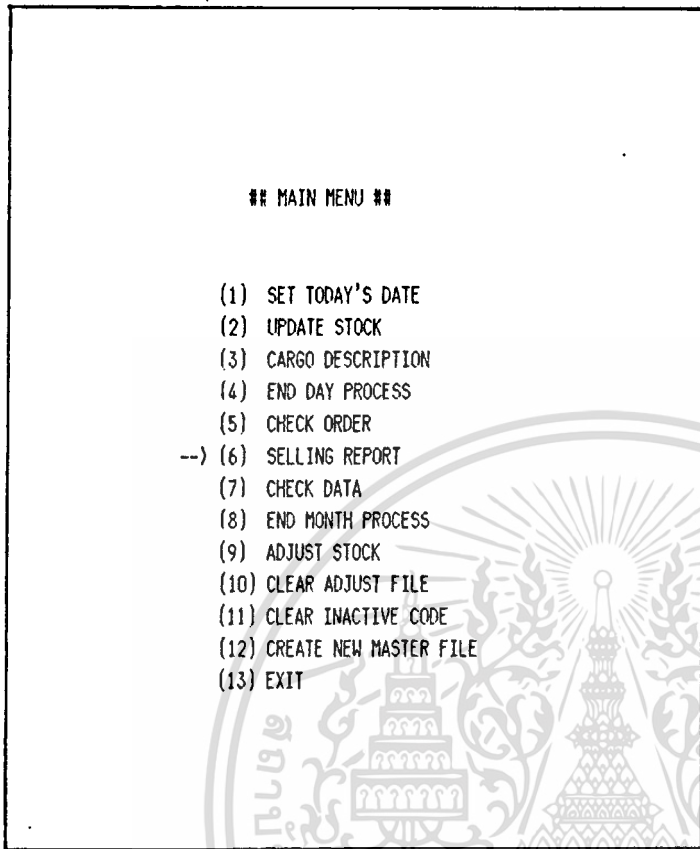 ## MAIN MENU ##
(1) SET TODAY'S DATE
(2) UPDATE STOCK
(3) CARGO DESCRIPTION
(4) END DAY PROCESS
(5) CHECK ORDER
--> (6) SELLING REPORT
(7) CHECK DATA
(8) END MONTH PROCESS
(9) ADJUST STOCK
(10) CLEAR ADJUST FILE
(11) CLEAR INACTIVE CODE
(12) CREATE NEW MASTER FILE
(13) EXIT